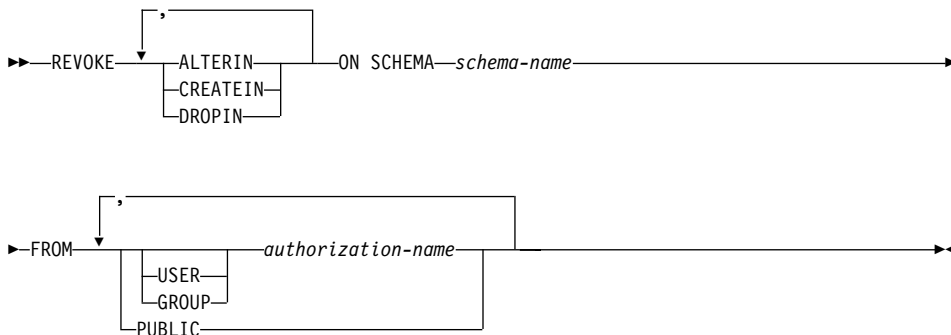 ,
REVOKE ALTERIN ON SCHEMA schema-name
CREATEIN
DROPIN
,
FROM authorization-name
USER
GROUP
PUBLIC